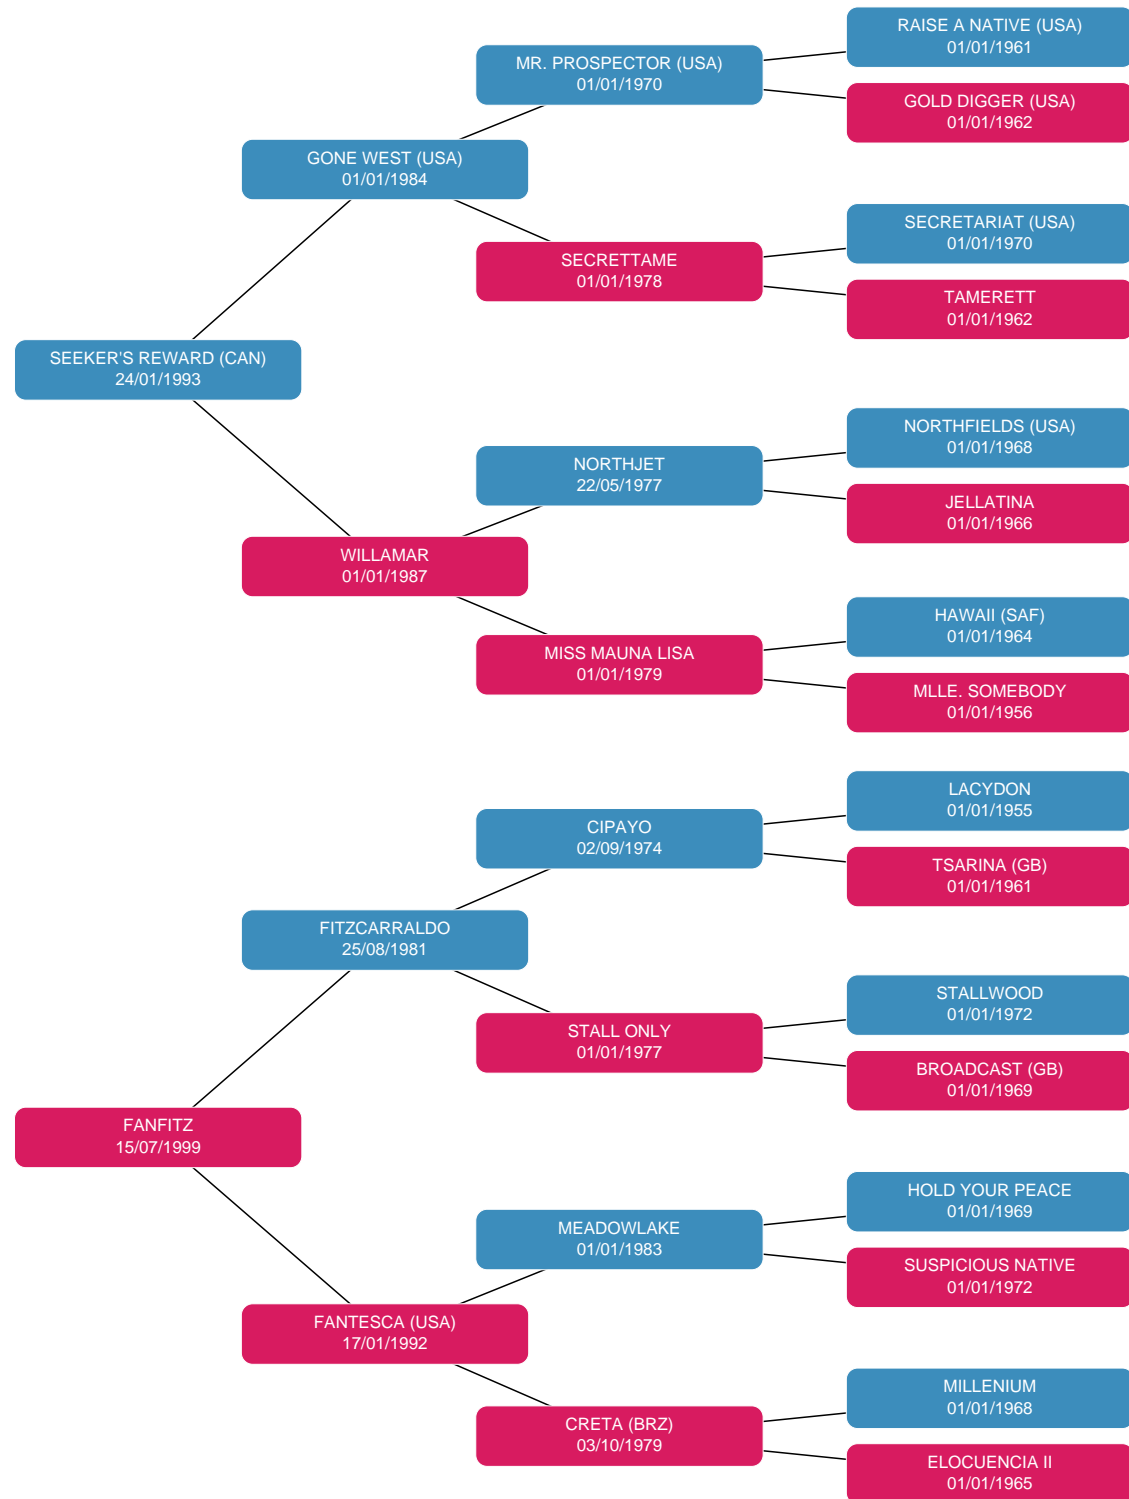 RAISE A NATIVE (USA)
01/01/1961
MR. PROSPECTOR (USA)
01/01/1970
GOLD DIGGER (USA)
01/01/1962
GONE WEST (USA)
01/01/1984
SECRETARIAT (USA)
01/01/1970
SECRETTAME
01/01/1978
TAMERETT
01/01/1962
SEEKER'S REWARD (CAN)
24/01/1993
NORTHFIELDS (USA)
01/01/1968
NORTHJET
22/05/1977
JELLATINA
01/01/1966
WILLAMAR
01/01/1987
HAWAII (SAF)
01/01/1964
MISS MAUNA LISA
01/01/1979
MLLE. SOMEBODY
01/01/1956
LACYDON
01/01/1955
CIPAYO
02/09/1974
TSARINA (GB)
01/01/1961
FITZCARRALDO
25/08/1981
STALLWOOD
01/01/1972
STALL ONLY
01/01/1977
BROADCAST (GB)
01/01/1969
FANFITZ
15/07/1999
HOLD YOUR PEACE
01/01/1969
MEADOWLAKE
01/01/1983
SUSPICIOUS NATIVE
01/01/1972
FANTESCA (USA)
17/01/1992
MILLENIUM
01/01/1968
CRETA (BRZ)
03/10/1979
ELOCUENCIA II
01/01/1965